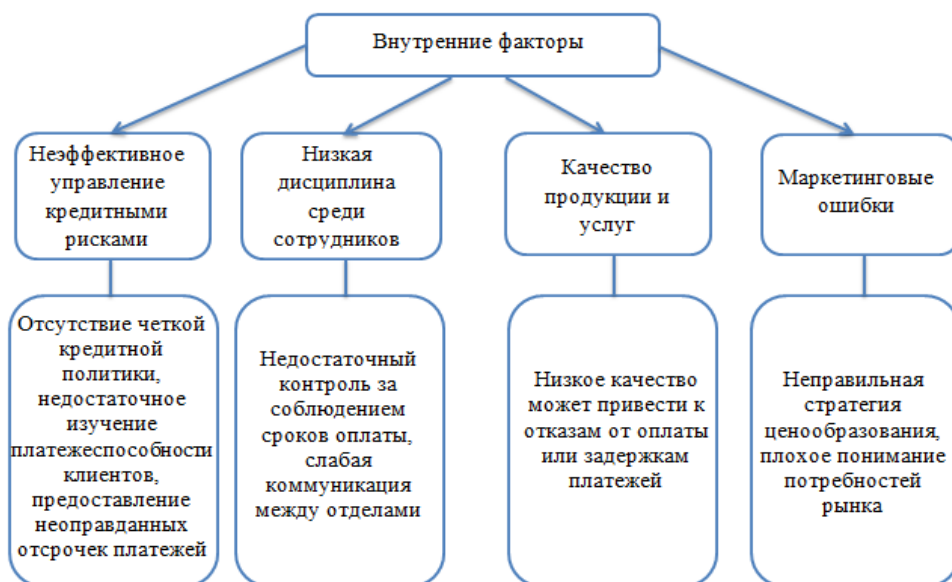 Внутренние факторы
Неэффективное
управление
кредитными
рисками
Низкая
дисциплина
среди
сотрудников
Качество
продукции и
услуг
Маркетинговые
ошибки
Отсутствие четкой
кредитной
политики,
недостаточное
изучение
платежеспособности
клиентов,
предоставление
неоправданных
отсрочек платежей
Недостаточный
контроль за
соблюдением
сроков оплаты,
слабая
коммуникация
между отделами
Низкое качество
может привести к
отказам от оплаты
или задержкам
платежей
Неправильная
стратегия
ценообразования,
плохое понимание
потребностей
рынка